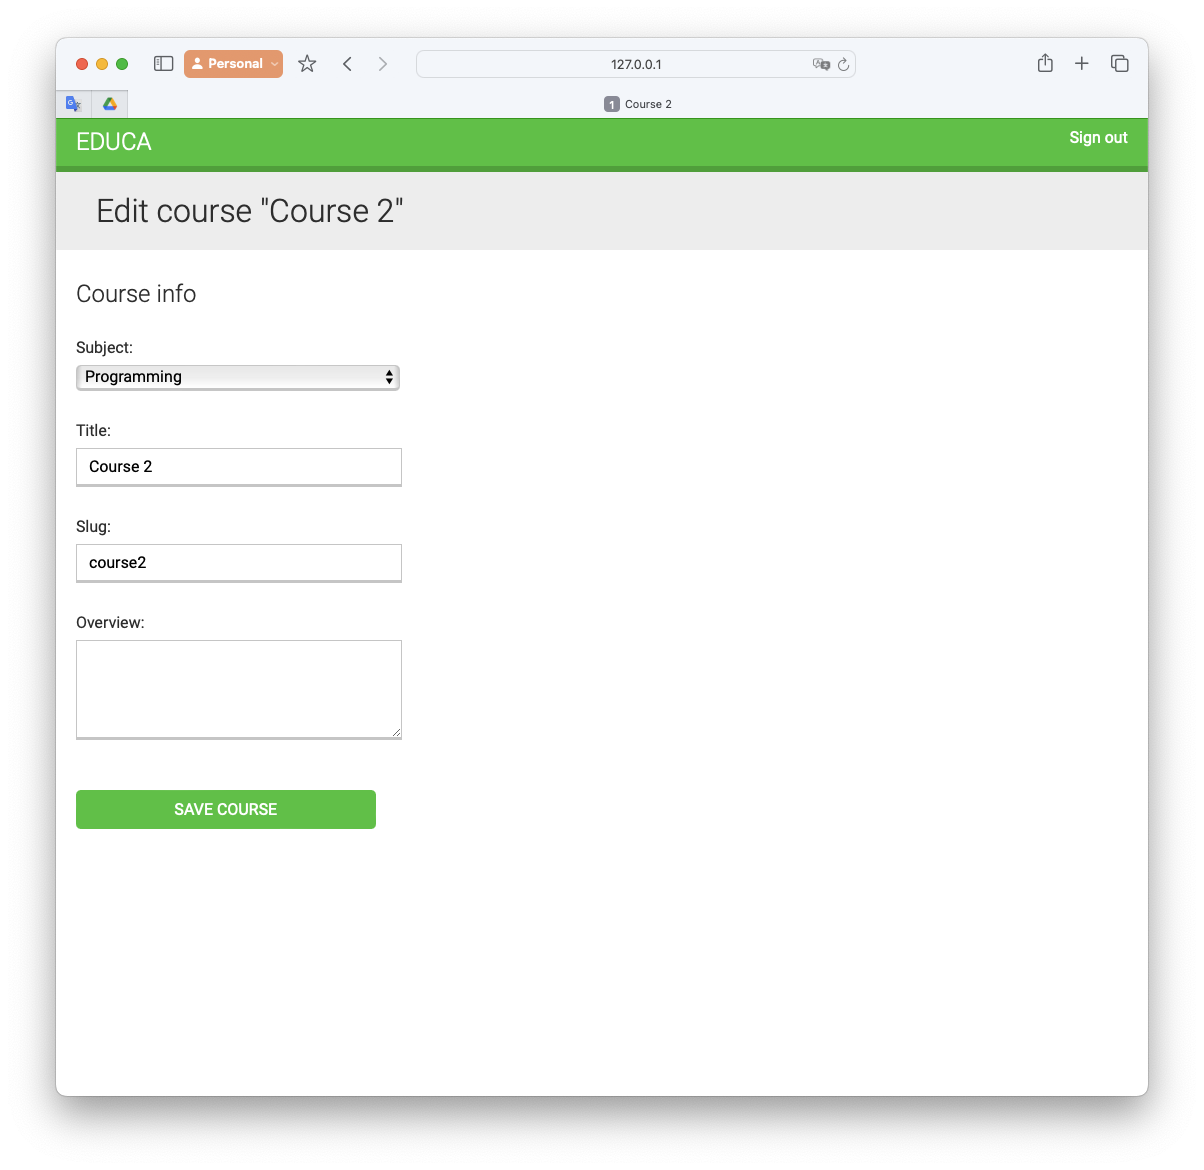 Personal
127.0.0.1
1 Course 2
EDUCA
Sign out
Edit course "Course 2"
Course info
Subject:
Programming
Title:
Course 2
Slug:
course2
Overview:
SAVE COURSE